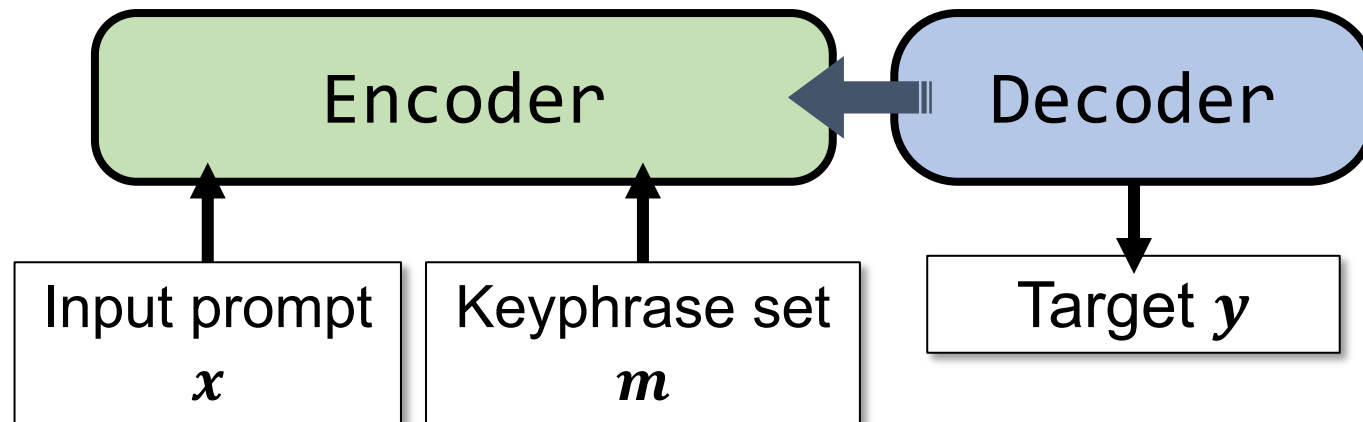 Encoder
Decoder
Input prompt
x
Keyphrase set
m
Target y